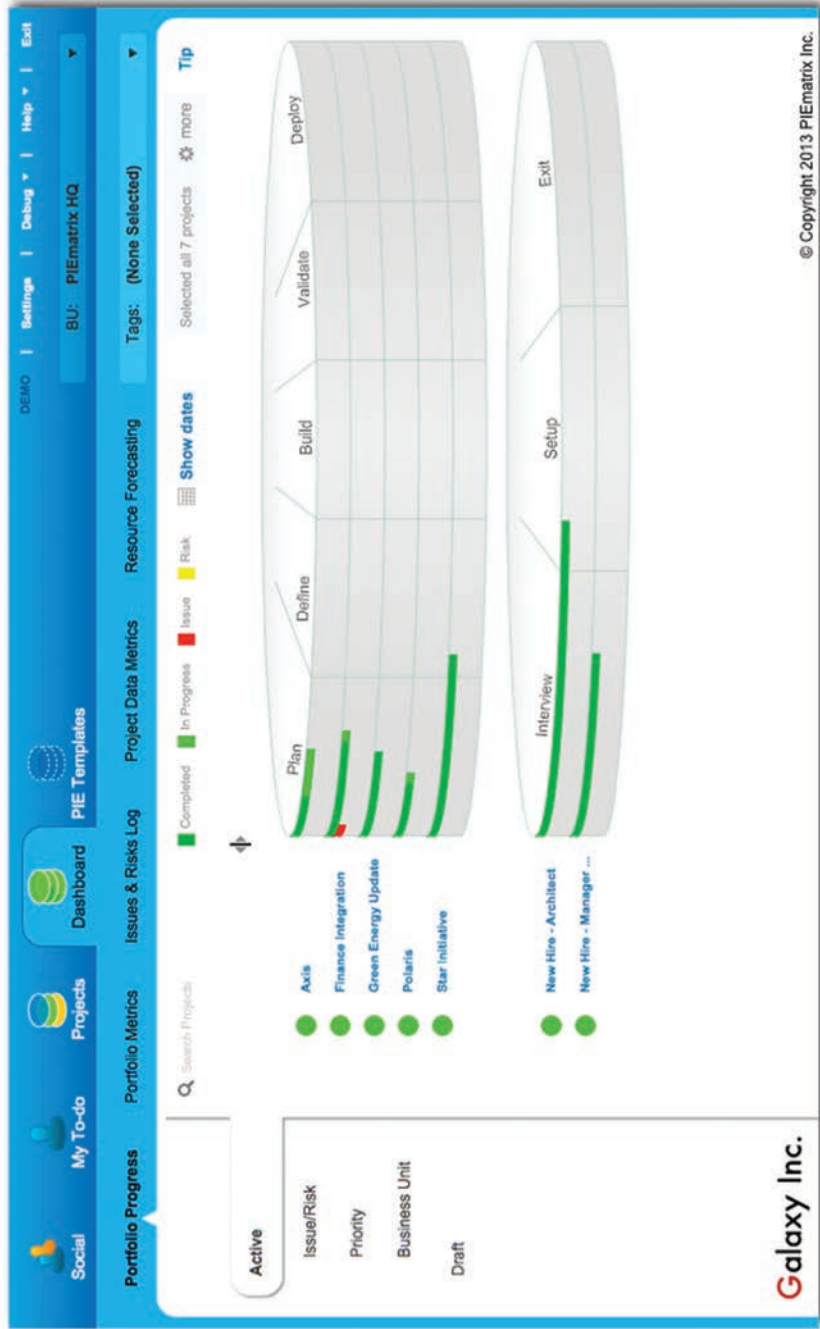 DEMO | Settings | Debug ▾ | Help ▾ | Exit
Social My To-do Projects Dashboard PIE Templates BU: PIEmatrix HQ
Portfolio Progress Portfolio Metrics Issues & Risks Log Project Data Metrics Resource Forecasting Tags: (None Selected)
Search Projects Completed In Progress Issue Risk Show dates Selected all 7 projects more Tip
Active
Issue/Risk
Priority
Business Unit
Draft
Plan Define Build Validate Deploy
Axis
Finance Integration
Green Energy Update
Polaris
Star Initiative
Interview Setup Exit
New Hire - Architect
New Hire - Manager ...
Galaxy Inc.
© Copyright 2013 PIEmatrix Inc.